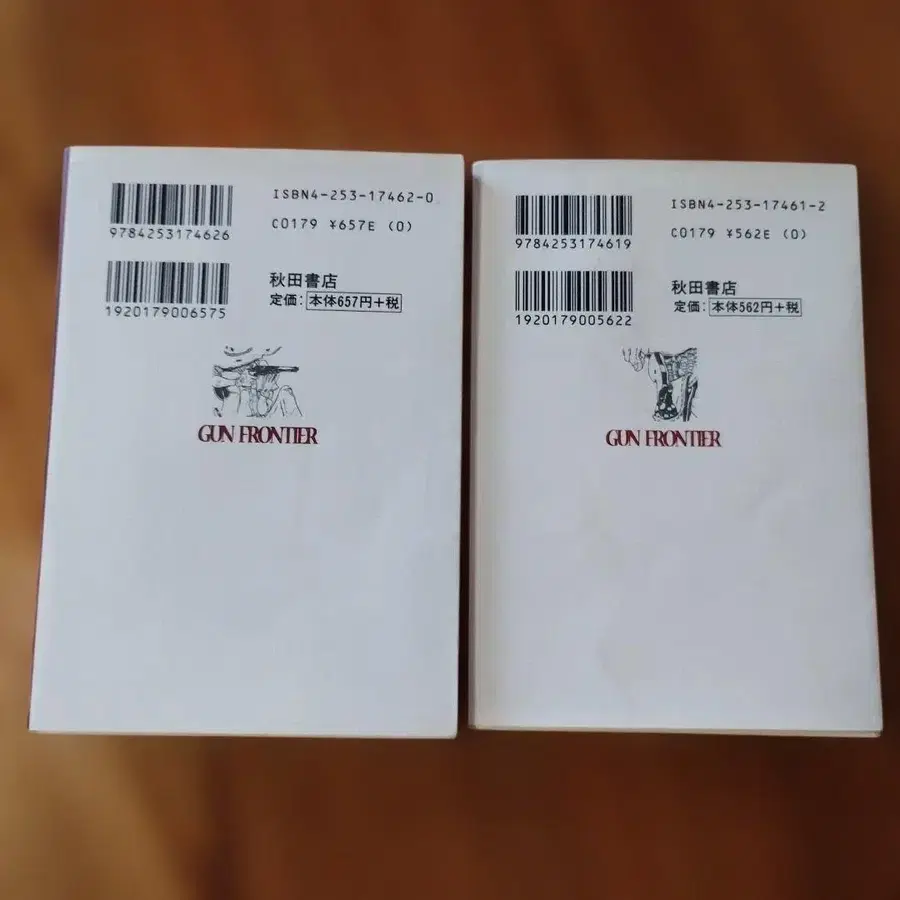 ISBN4-253-17462-0
9784253174626
C0179 ¥657E (0)
1920179006575
秋田書店
定価：本体657円+税
GUN FRONTIER
ISBN4-253-17461-2
9784253174619
C0179 ¥562E (0)
1920179005622
秋田書店
定価：本体562円+税
GUN FRONTIER